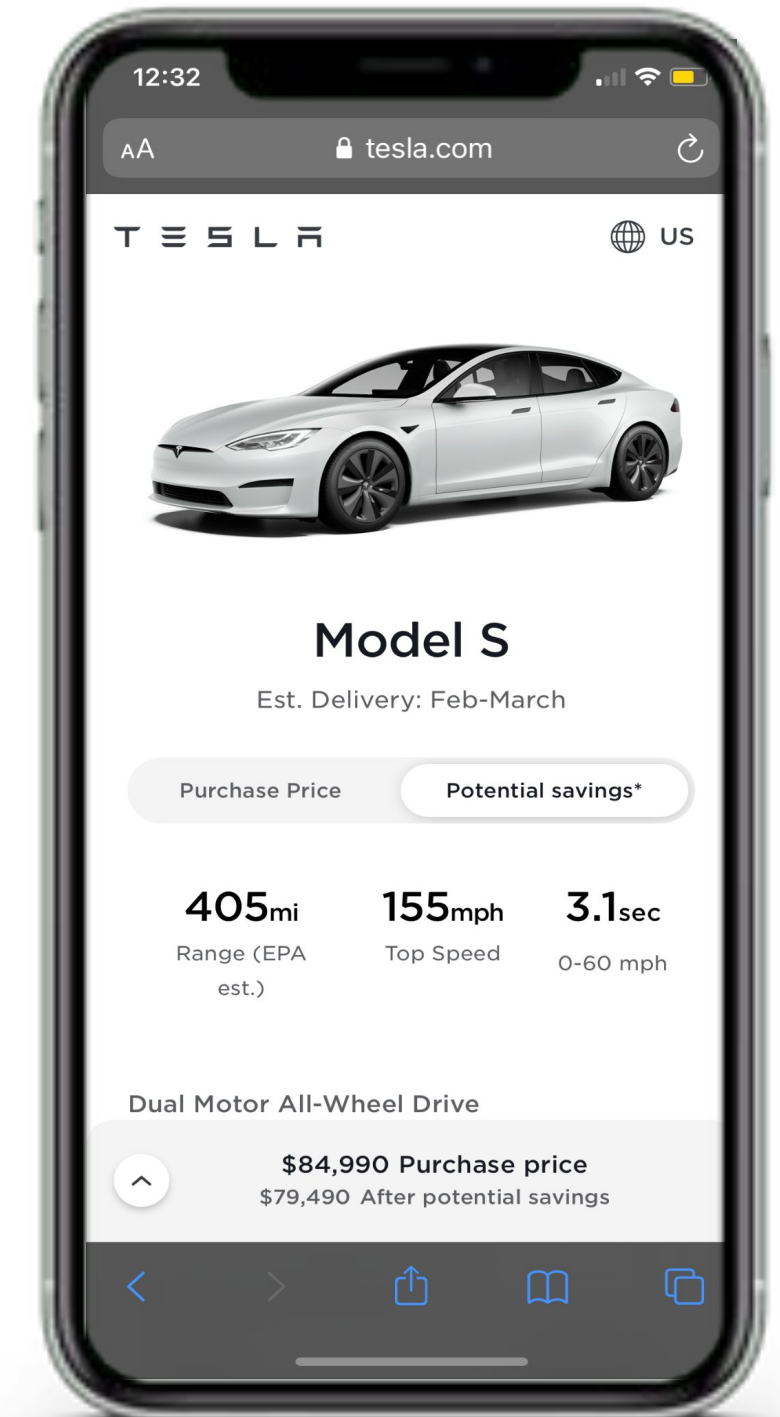 12:32
AA tesla.com
TESLA US
Model S
Est. Delivery: Feb-March
Purchase Price Potential savings*
405mi 155mph 3.1sec
Range (EPA est.) Top Speed 0-60 mph
Dual Motor All-Wheel Drive
$84,990 Purchase price
$79,490 After potential savings